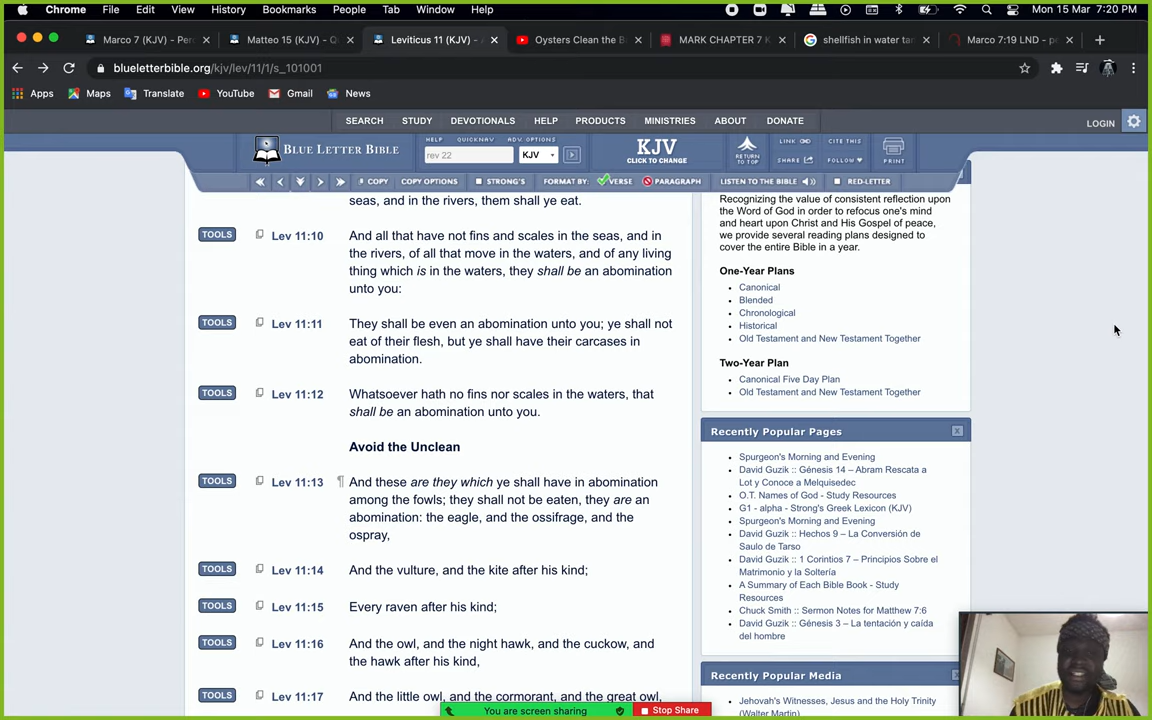 Chrome File Edit View History Bookmarks People Tab Window Help Mon 15 Mar 7:20 PM
Marco 7 (KJV) - Per Matteo 15 (KJV) - Q Leviticus 11 (KJV) - A Oysters Clean the B MARK CHAPTER 7 K shellfish in water ta Marco 7:19 LND - p
blueletterbible.org/kjv/lev/11/1/s_101001
Apps Maps Translate YouTube Gmail News
SEARCH STUDY DEVOTIONALS HELP PRODUCTS MINISTRIES ABOUT DONATE LOGIN
BLUE LETTER BIBLE
HELP QUICKNAV ADV. OPTIONS
rev 22 KJV
KJV
CLICK TO CHANGE
RETURN TO TOP
LINK CITE THIS
SHARE FOLLOW PRINT
COPY COPY OPTIONS STRONG'S FORMAT BY: VERSE PARAGRAPH LISTEN TO THE BIBLE RED-LETTER
seas, and in the rivers, them shall ye eat.
TOOLS Lev 11:10 And all that have not fins and scales in the seas, and in
the rivers, of all that move in the waters, and of any living
thing which is in the waters, they shall be an abomination
unto you:
TOOLS Lev 11:11 They shall be even an abomination unto you; ye shall not
eat of their flesh, but ye shall have their carcases in
abomination.
TOOLS Lev 11:12 Whatsoever hath no fins nor scales in the waters, that
shall be an abomination unto you.
Avoid the Unclean
TOOLS Lev 11:13 ¶ And these are they which ye shall have in abomination
among the fowls; they shall not be eaten, they are an
abomination: the eagle, and the ossifrage, and the
ospray,
TOOLS Lev 11:14 And the vulture, and the kite after his kind;
TOOLS Lev 11:15 Every raven after his kind;
TOOLS Lev 11:16 And the owl, and the night hawk, and the cuckow, and
the hawk after his kind,
TOOLS Lev 11:17 And the little owl, and the cormorant, and the great owl,
Recognizing the value of consistent reflection upon
the Word of God in order to refocus one's mind
and heart upon Christ and His Gospel of peace,
we provide several reading plans designed to
cover the entire Bible in a year.
One-Year Plans
Canonical
Blended
Chronological
Historical
Old Testament and New Testament Together
Two-Year Plan
Canonical Five Day Plan
Old Testament and New Testament Together
Recently Popular Pages
Spurgeon's Morning and Evening
David Guzik :: Génesis 14 – Abram Rescata a
Lot y Conoce a Melquisedec
O.T. Names of God - Study Resources
G1 - alpha - Strong's Greek Lexicon (KJV)
Spurgeon's Morning and Evening
David Guzik :: Hechos 9 – La Conversión de
Saulo de Tarso
David Guzik :: 1 Corintios 7 – Principios Sobre el
Matrimonio y la Soltería
A Summary of Each Bible Book - Study
Resources
Chuck Smith :: Sermon Notes for Matthew 7:6
David Guzik :: Génesis 3 – La tentación y caída
del hombre
Recently Popular Media
Jehovah's Witnesses, Jesus and the Holy Trinity
(Walter Martin)
You are screen sharing Stop Share